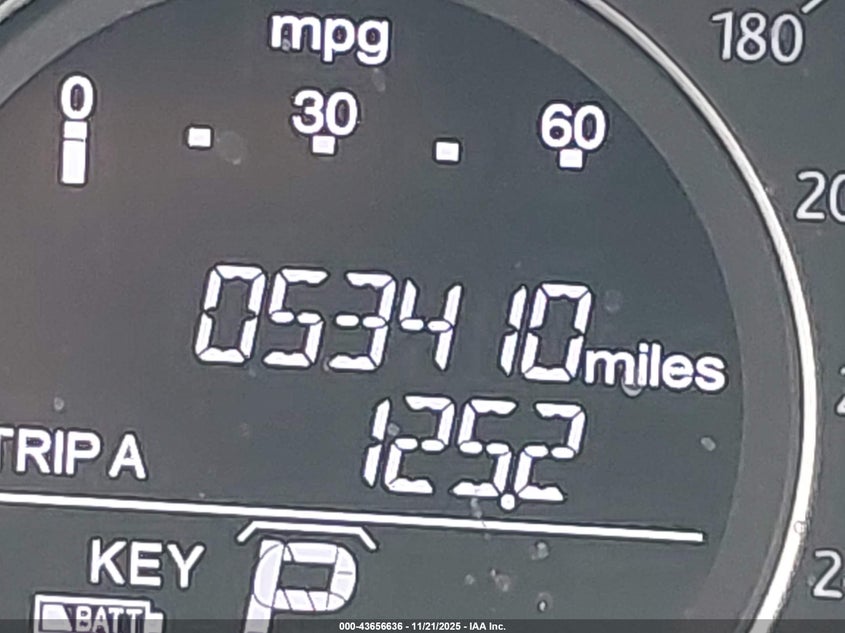 mpg
0 30 60
180
20
053410 miles
TRIP A 125.2
KEY P
BATT
000-43656636 - 11/21/2025 - IAA Inc.